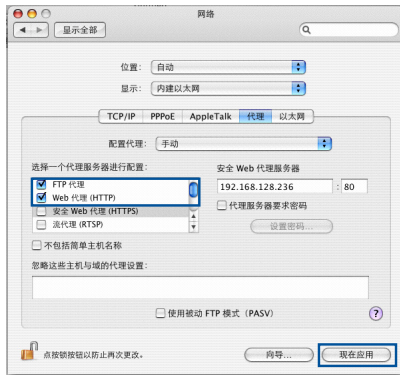 网络
显示全部
位置: 自动
显示: 内建以太网
TCP/IP PPPoE AppleTalk 代理 以太网
配置代理: 手动
选择一个代理服务器进行配置: 安全 Web 代理服务器
FTP 代理 192.168.128.236 : 80
Web 代理 (HTTP)
安全 Web 代理 (HTTPS) 代理服务器要求密码
流代理 (RTSP) 设置密码...
不包括简单主机名称
忽略这些主机与域的代理设置:
使用被动 FTP 模式（PASV） ?
点按锁按钮以防止再次更改。 向导... 现在应用